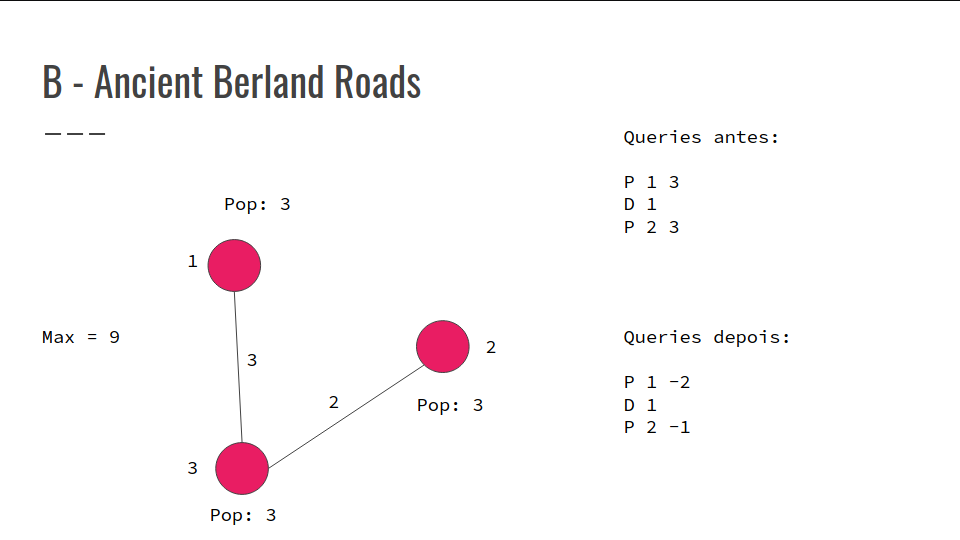 B - Ancient Berland Roads
Queries antes:
P 1 3
D 1
P 2 3
Pop: 3
1
3
Max = 9
2
Pop: 3
2
3
Pop: 3
Queries depois:
P 1 -2
D 1
P 2 -1